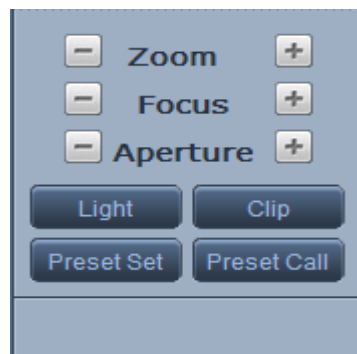 − Zoom +
− Focus +
− Aperture +
Light Clip
Preset Set Preset Call